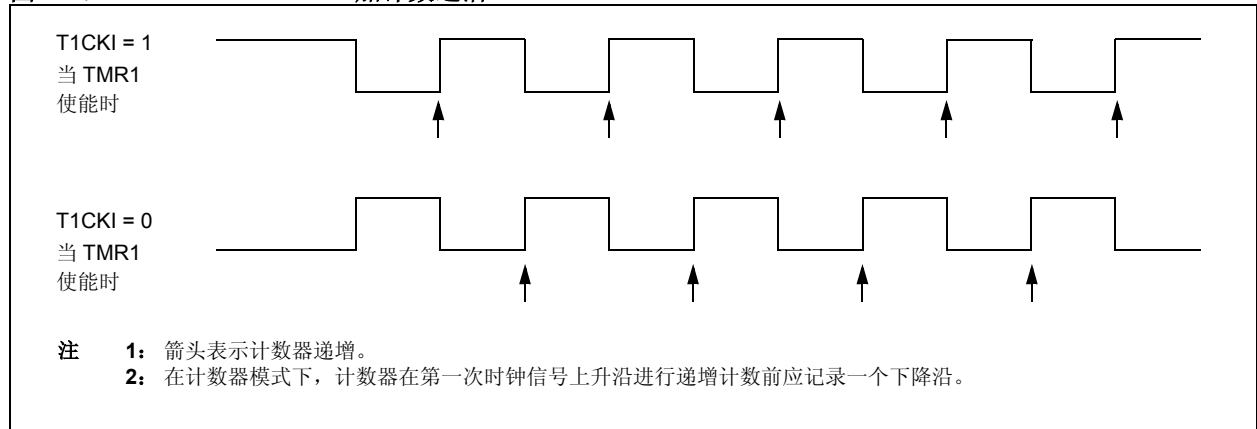 T1CKI = 1
当 TMR1
使能时
T1CKI = 0
当 TMR1
使能时
注 1： 箭头表示计数器递增。
2： 在计数器模式下，计数器在第一次时钟信号上升沿进行递增计数前应记录一个下降沿。